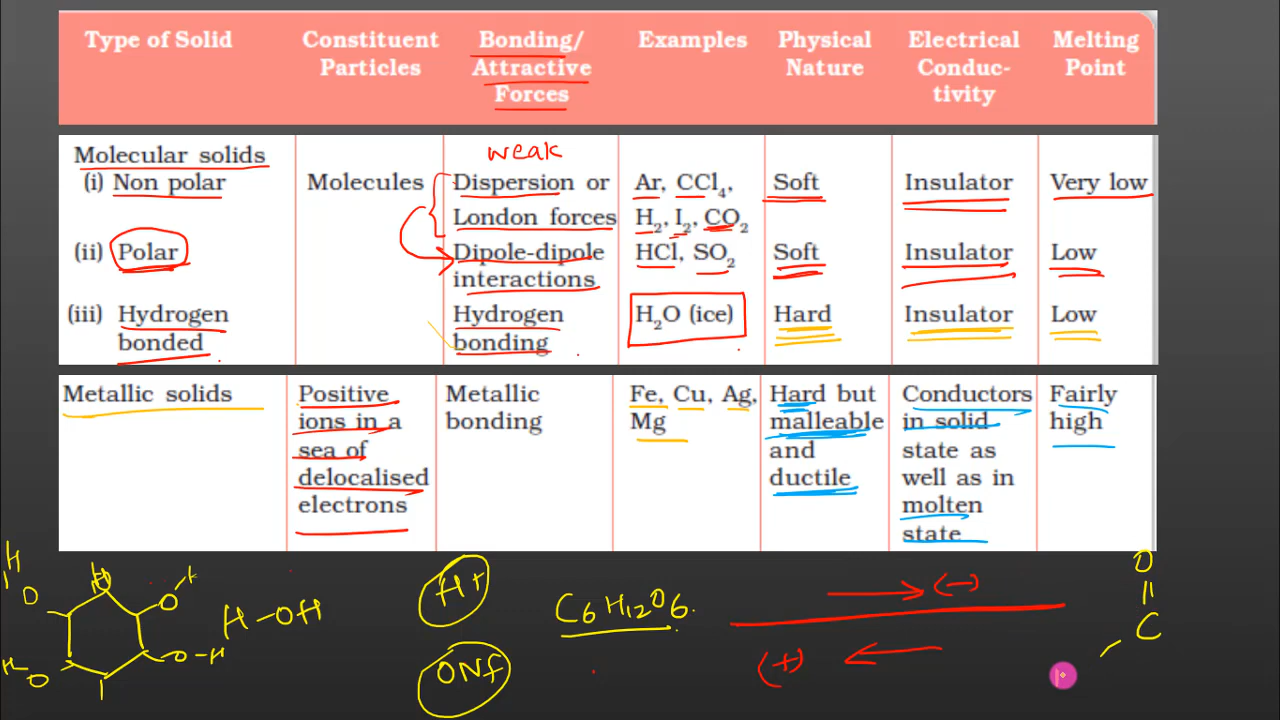 Type of Solid
Constituent
Particles
Bonding/
Attractive
Forces
Examples
Physical
Nature
Electrical
Conduc-
tivity
Melting
Point
Molecular solids
weak
(i) Non polar
Molecules
Dispersion or
London forces
Ar, CCl4,
H2, I2, CO2
Soft
Insulator
Very low
(ii) Polar
Dipole-dipole
interactions
HCl, SO2
Soft
Insulator
Low
(iii) Hydrogen
bonded
Hydrogen
bonding
H2O (ice)
Hard
Insulator
Low
Metallic solids
Positive
ions in a
sea of
delocalised
electrons
Metallic
bonding
Fe, Cu, Ag,
Mg
Hard but
malleable
and
ductile
Conductors
in solid
state as
well as in
molten
state
Fairly
high
H
O
O
O-H
H
O
H-OH
H+
ONF
C6H12O6.
(-)
(+)
O
C